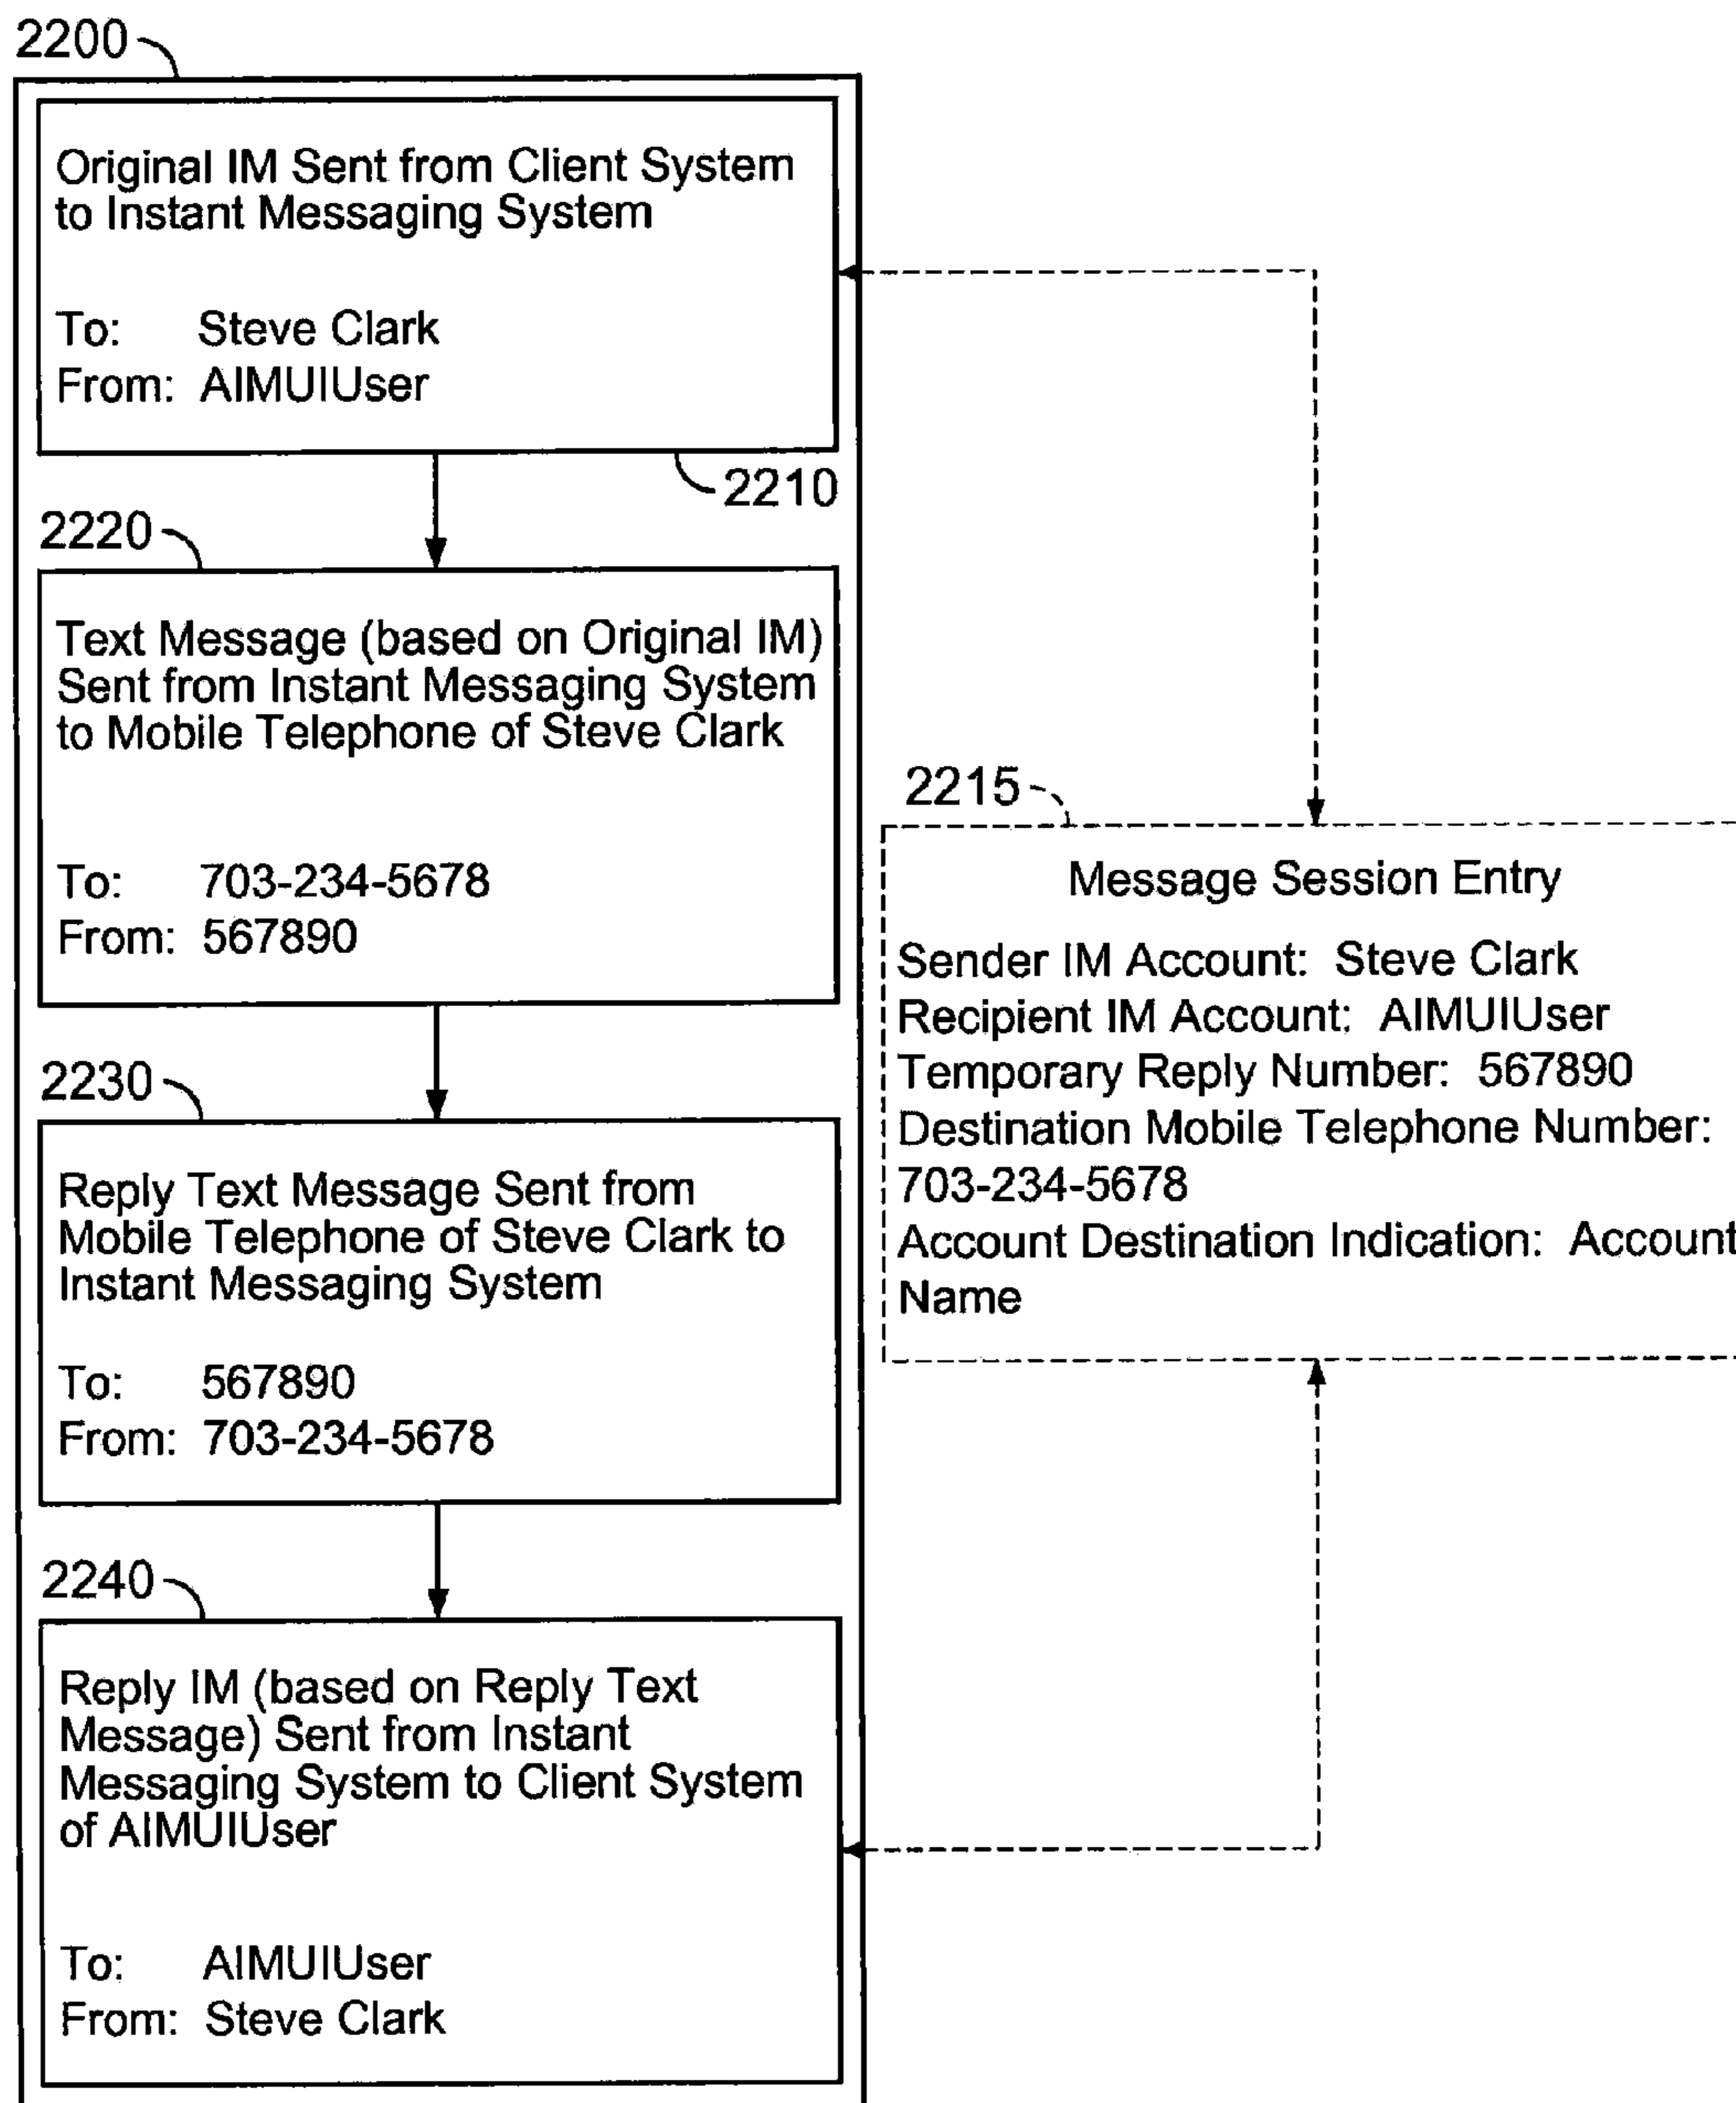 2200
Original IM Sent from Client System
to Instant Messaging System
To: Steve Clark
From: AIMUIUser
2210
2220
Text Message (based on Original IM)
Sent from Instant Messaging System
to Mobile Telephone of Steve Clark
To: 703-234-5678
From: 567890
2230
Reply Text Message Sent from
Mobile Telephone of Steve Clark to
Instant Messaging System
To: 567890
From: 703-234-5678
2240
Reply IM (based on Reply Text
Message) Sent from Instant
Messaging System to Client System
of AIMUIUser
To: AIMUIUser
From: Steve Clark
2215
Message Session Entry
Sender IM Account: Steve Clark
Recipient IM Account: AIMUIUser
Temporary Reply Number: 567890
Destination Mobile Telephone Number:
703-234-5678
Account Destination Indication: Account
Name